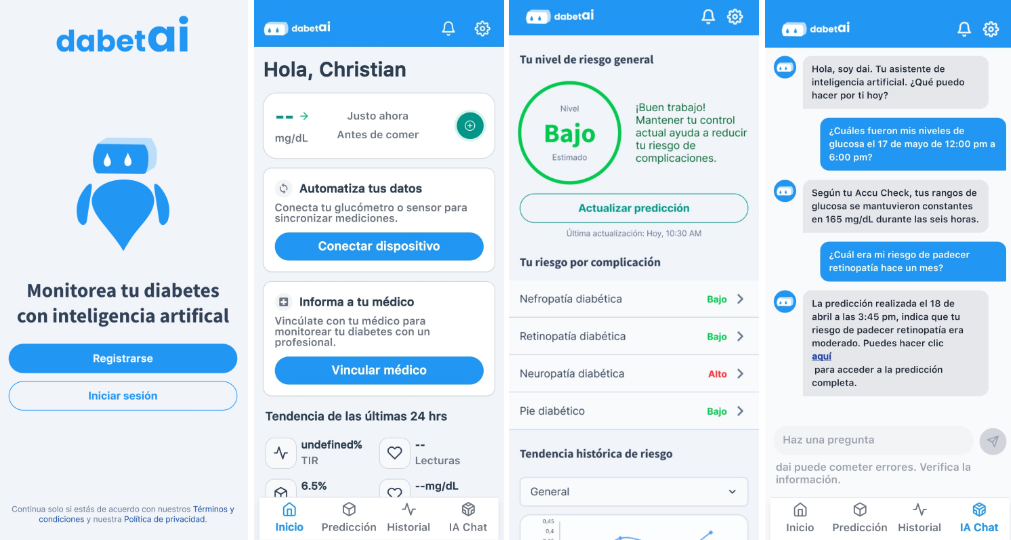 dabetai
Monitorea tu diabetes
con inteligencia artifical
Registrarse
Iniciar sesión
Continua solo si estás de acuerdo con nuestros Términos y
condiciones y nuestra Política de privacidad.
dabetai
Hola, Christian
-- →
Justo ahora
mg/dL
Antes de comer
Automatiza tus datos
Conecta tu glucómetro o sensor para
sincronizar mediciones.
Conectar dispositivo
Informa a tu médico
Vincúlate con tu médico para
monitorear tu diabetes con un
profesional.
Vincular médico
Tendencia de las últimas 24 hrs
undefined%
TIR
--
Lecturas
6.5%
--mg/dL
Inicio
Predicción
Historial
IA Chat
dabetai
Tu nivel de riesgo general
Nivel
Bajo
Estimado
¡Buen trabajo!
Mantener tu control
actual ayuda a reducir
tu riesgo de
complicaciones.
Actualizar predicción
Última actualización: Hoy, 10:30 AM
Tu riesgo por complicación
Nefropatía diabética Bajo
Retinopatía diabética Bajo
Neuropatía diabética Alto
Pie diabético Bajo
Tendencia histórica de riesgo
General
0,45
0,4
0,35
Inicio
Predicción
Historial
IA Chat
dabetai
Hola, soy dai. Tu asistente de
inteligencia artificial. ¿Qué puedo
hacer por ti hoy?
¿Cuáles fueron mis niveles de
glucosa el 17 de mayo de 12:00 pm a
6:00 pm?
Según tu Accu Check, tus rangos de
glucosa se mantuvieron constantes
en 165 mg/dL durante las seis horas.
¿Cuál era mi riesgo de padecer
retinopatía hace un mes?
La predicción realizada el 18 de
abril a las 3:45 pm, indica que tu
riesgo de padecer retinopatía era
moderado. Puedes hacer clic
aquí
para acceder a la predicción
completa.
Haz una pregunta
dai puede cometer errores. Verifica la
información.
Inicio
Predicción
Historial
IA Chat